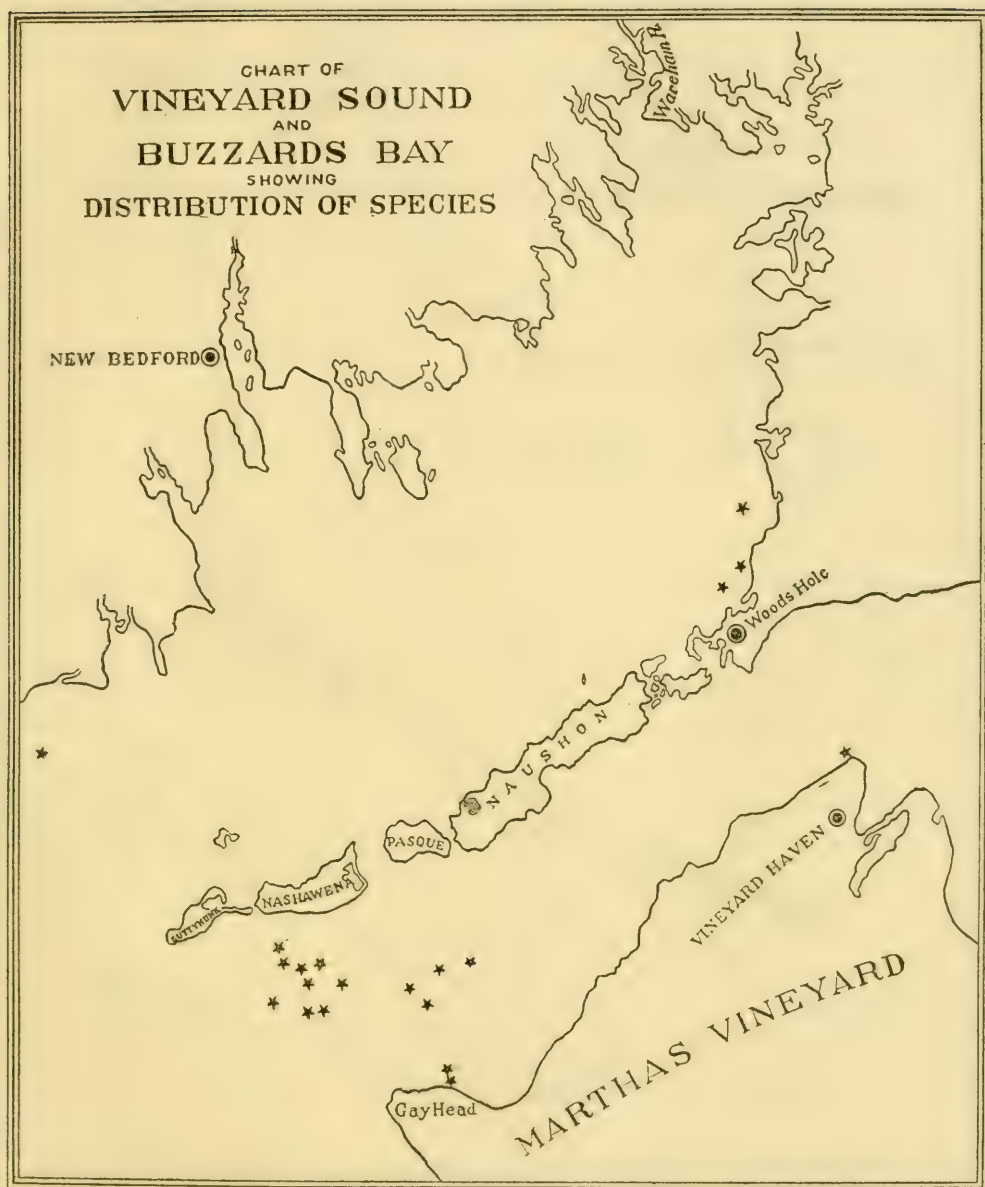 CHART OF
VINEYARD SOUND
AND
BUZZARDS BAY
SHOWING
DISTRIBUTION OF SPECIES
Wareham R.
NEW BEDFORD
Woods Hole
NAUSHON
PASQUE
NASHAWENA
CUTTYHUNK
VINEYARD HAVEN
MARTHAS VINEYARD
Gay Head